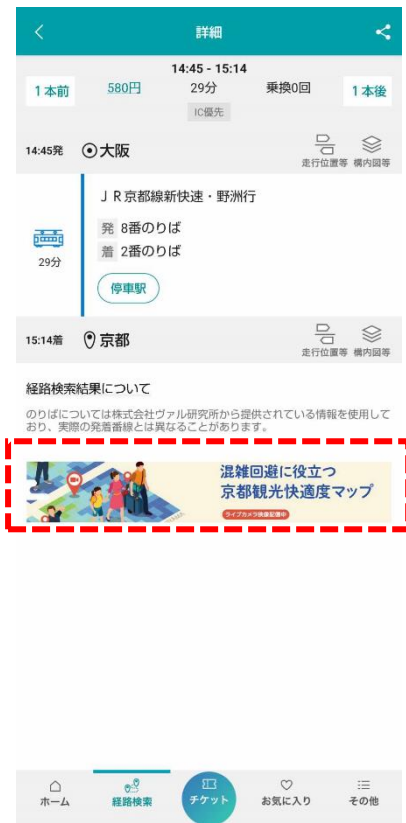 詳細
14:45 - 15:14
1本前 580円 29分 乗換0回 1本後
IC優先
14:45発 大阪 走行位置等 構内図等
JR京都線新快速・野洲行
発 8番のりば
着 2番のりば
29分
停車駅
15:14着 京都 走行位置等 構内図等
経路検索結果について
のりばについては株式会社ヴァル研究所から提供されている情報を使用して
おり、実際の発着番線とは異なることがあります。
混雑回避に役立つ
京都観光快適度マップ
ライブカメラ映像配信中
ホーム 経路検索 チケット お気に入り その他